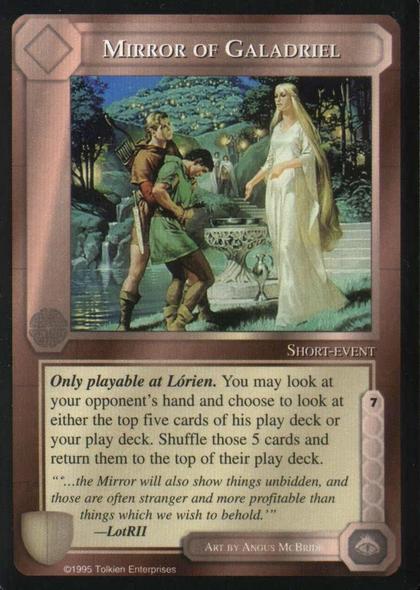 MIRROR OF GALADRIEL
SHORT-EVENT
Only playable at Lórien. You may look at
your opponent's hand and choose to look at
either the top five cards of his play deck or
your play deck. Shuffle those 5 cards and
return them to the top of their play deck.
7
"'...the Mirror will also show things unbidden, and
those are often stranger and more profitable than
things which we wish to behold.'"
—LotRII
ART BY ANGUS MCBRIDE
©1995 Tolkien Enterprises